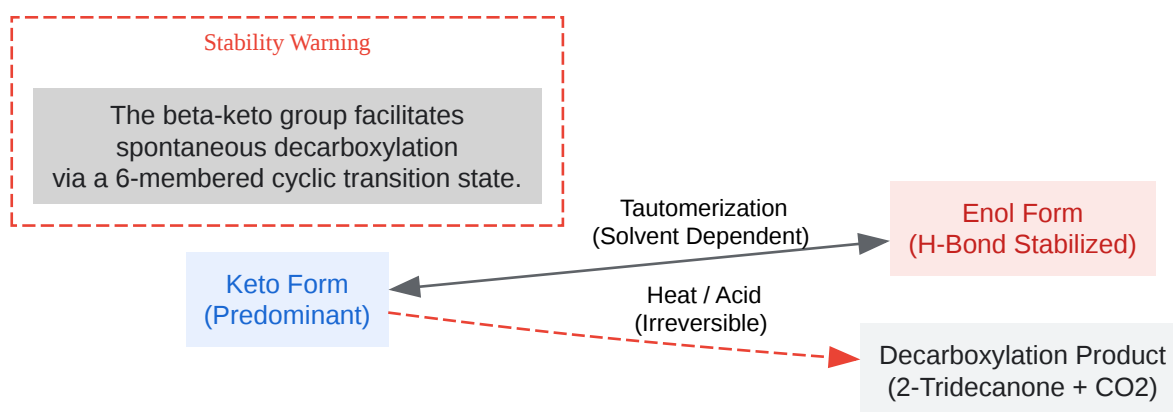 Stability Warning
The beta-keto group facilitates
spontaneous decarboxylation
via a 6-membered cyclic transition state.
Tautomerization
(Solvent Dependent)
Enol Form
(H-Bond Stabilized)
Keto Form
(Predominant)
Heat / Acid
(Irreversible)
Decarboxylation Product
(2-Tridecanone + CO2)